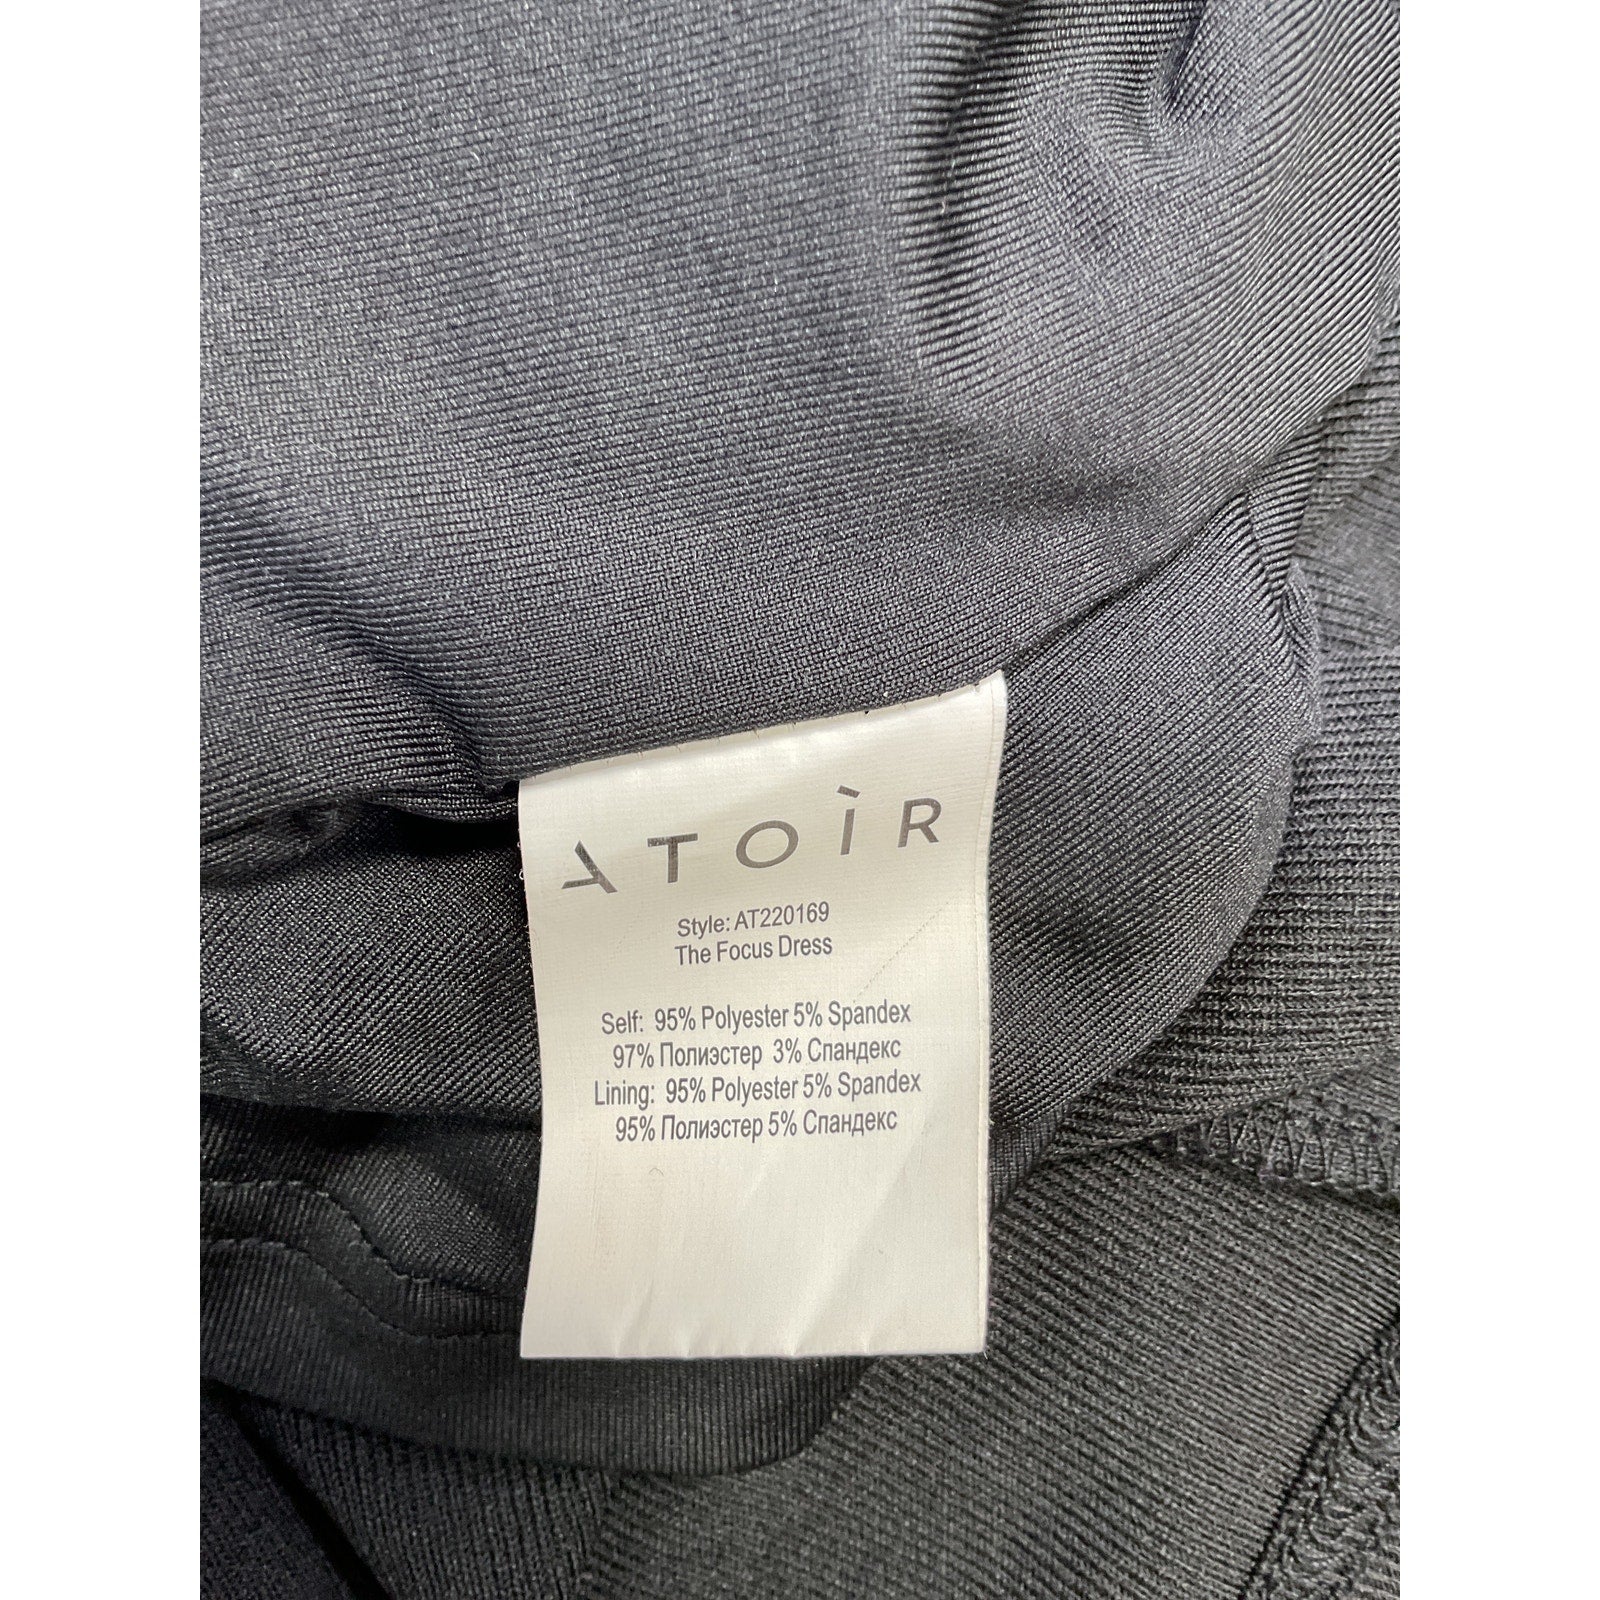 ATOÌR
Style: AT220169
The Focus Dress
Self: 95% Polyester 5% Spandex
97% Полиэстер 3% Спандекс
Lining: 95% Polyester 5% Spandex
95% Полиэстер 5% Спандекс